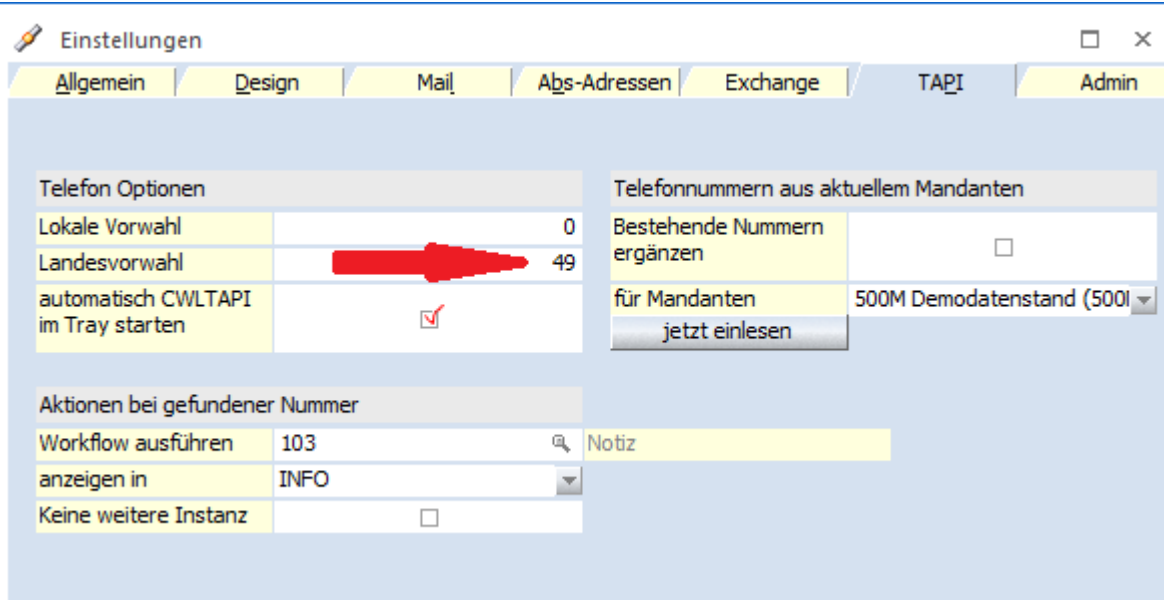 Einstellungen
Allgemein Design Mail Abs-Adressen Exchange TAPI Admin
Telefon Optionen
Lokale Vorwahl 0
Landesvorwahl 49
automatisch CWLTAPI
im Tray starten
Telefonnummern aus aktuellem Mandanten
Bestehende Nummern
ergänzen
für Mandanten 500M Demodatenstand (500
jetzt einlesen
Aktionen bei gefundener Nummer
Workflow ausführen 103 Notiz
anzeigen in INFO
Keine weitere Instanz